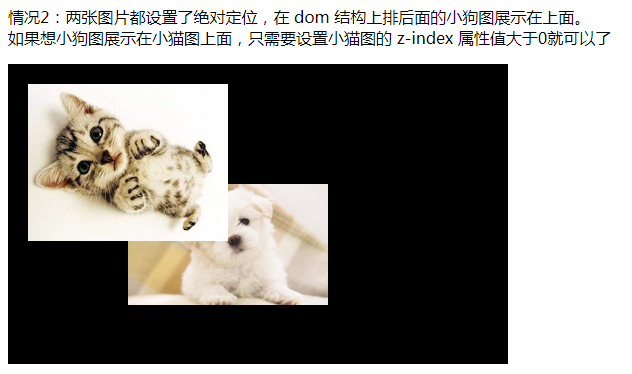 情况2：两张图片都设置了绝对定位，在 dom 结构上排后面的小狗图展示在上面。
如果想小狗图展示在小猫图上面，只需要设置小猫图的 z-index 属性值大于0就可以了